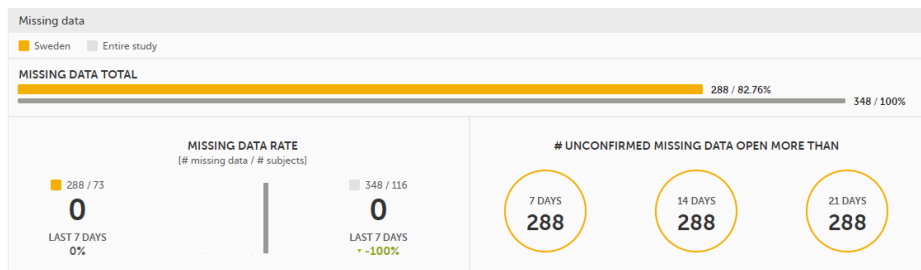 Missing data
Sweden Entire study
MISSING DATA TOTAL
288 / 82.76%
348 / 100%
MISSING DATA RATE
[# missing data / # subjects]
288 / 73
0
LAST 7 DAYS
0%
348 / 116
0
LAST 7 DAYS
-100%
# UNCONFIRMED MISSING DATA OPEN MORE THAN
7 DAYS
288
14 DAYS
288
21 DAYS
288